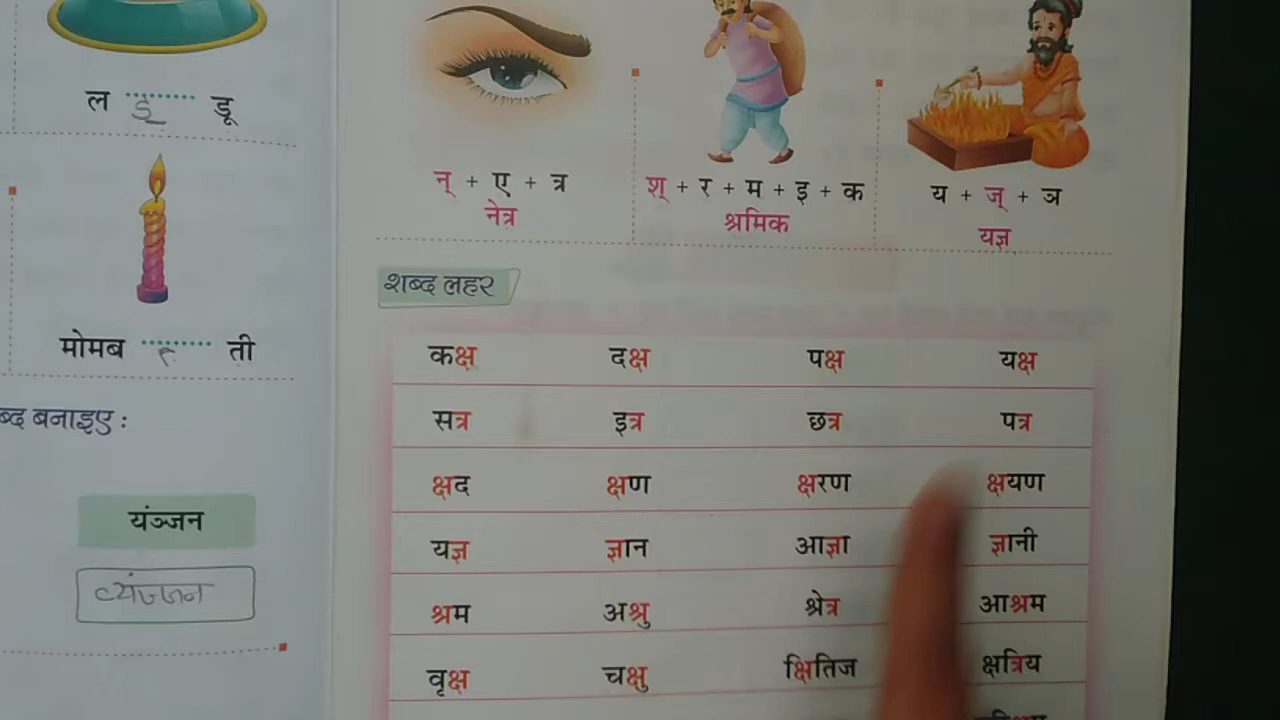 ल ड् डू
मोमब त् ती
ब्द बनाइए :
यंञ्जन
व्यंज्जन
न् + ए + त्र
नेत्र
श् + र + म + इ + क
श्रमिक
य + ज् + ञ
यज्ञ
शब्द लहर
कक्ष दक्ष पक्ष यक्ष
सत्र इत्र छत्र पत्र
क्षद क्षण क्षरण क्षयण
यज्ञ ज्ञान आज्ञा ज्ञानी
श्रम अश्रु श्रेत्र आश्रम
वृक्ष चक्षु क्षितिज क्षत्रिय